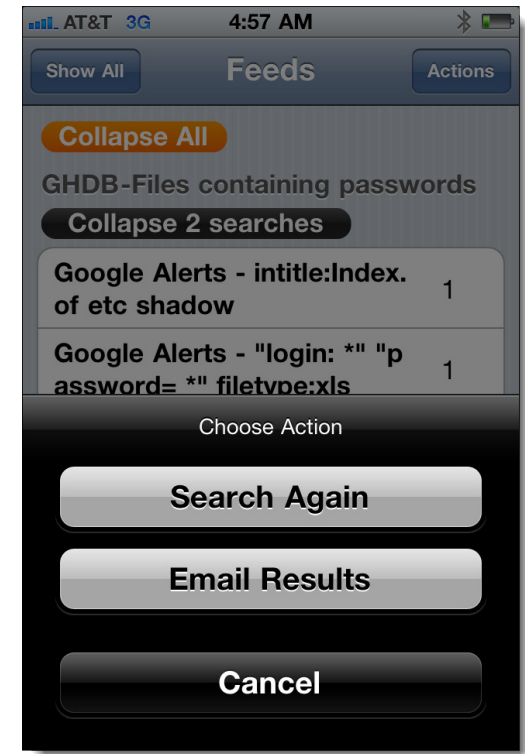 AT&T 3G 4:57 AM
Show All Feeds Actions
Collapse All
GHDB-Files containing passwords
Collapse 2 searches
Google Alerts - intitle:Index.
of etc shadow
1
Google Alerts - "login: *" "p
assword= *" filetype:xls
1
Choose Action
Search Again
Email Results
Cancel